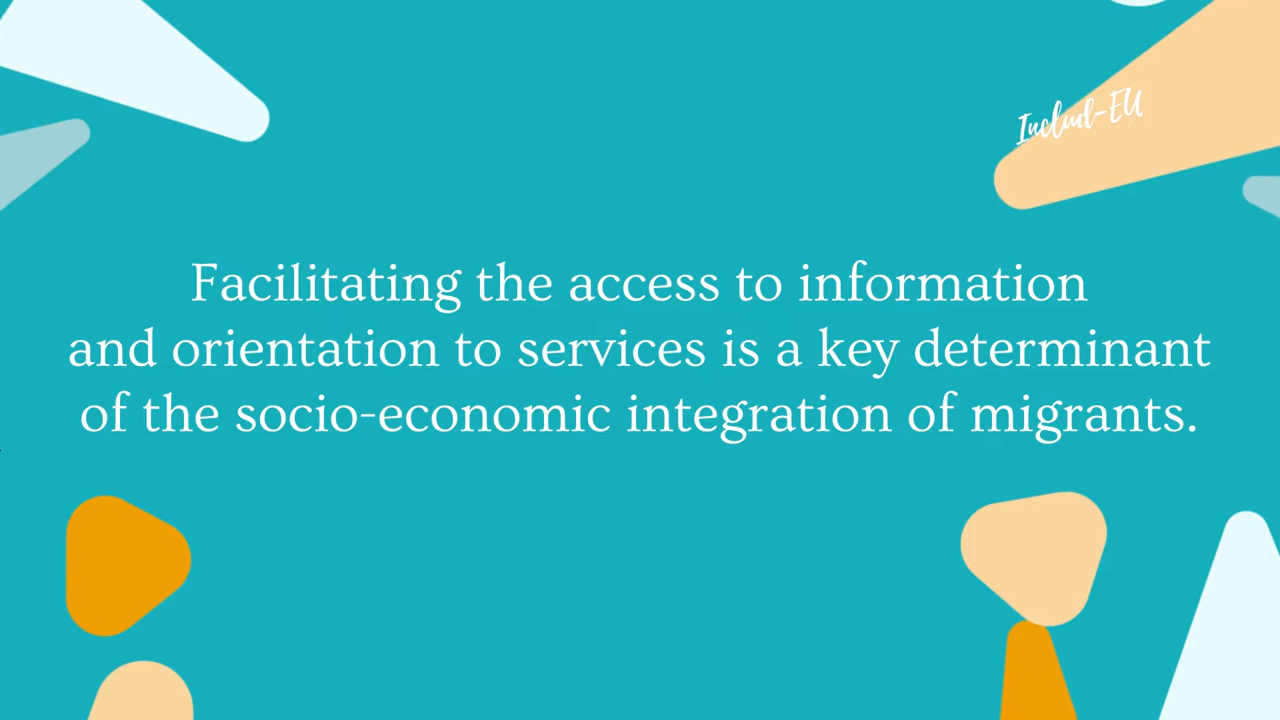 Includ-EU
Facilitating the access to information
and orientation to services is a key determinant
of the socio-economic integration of migrants.